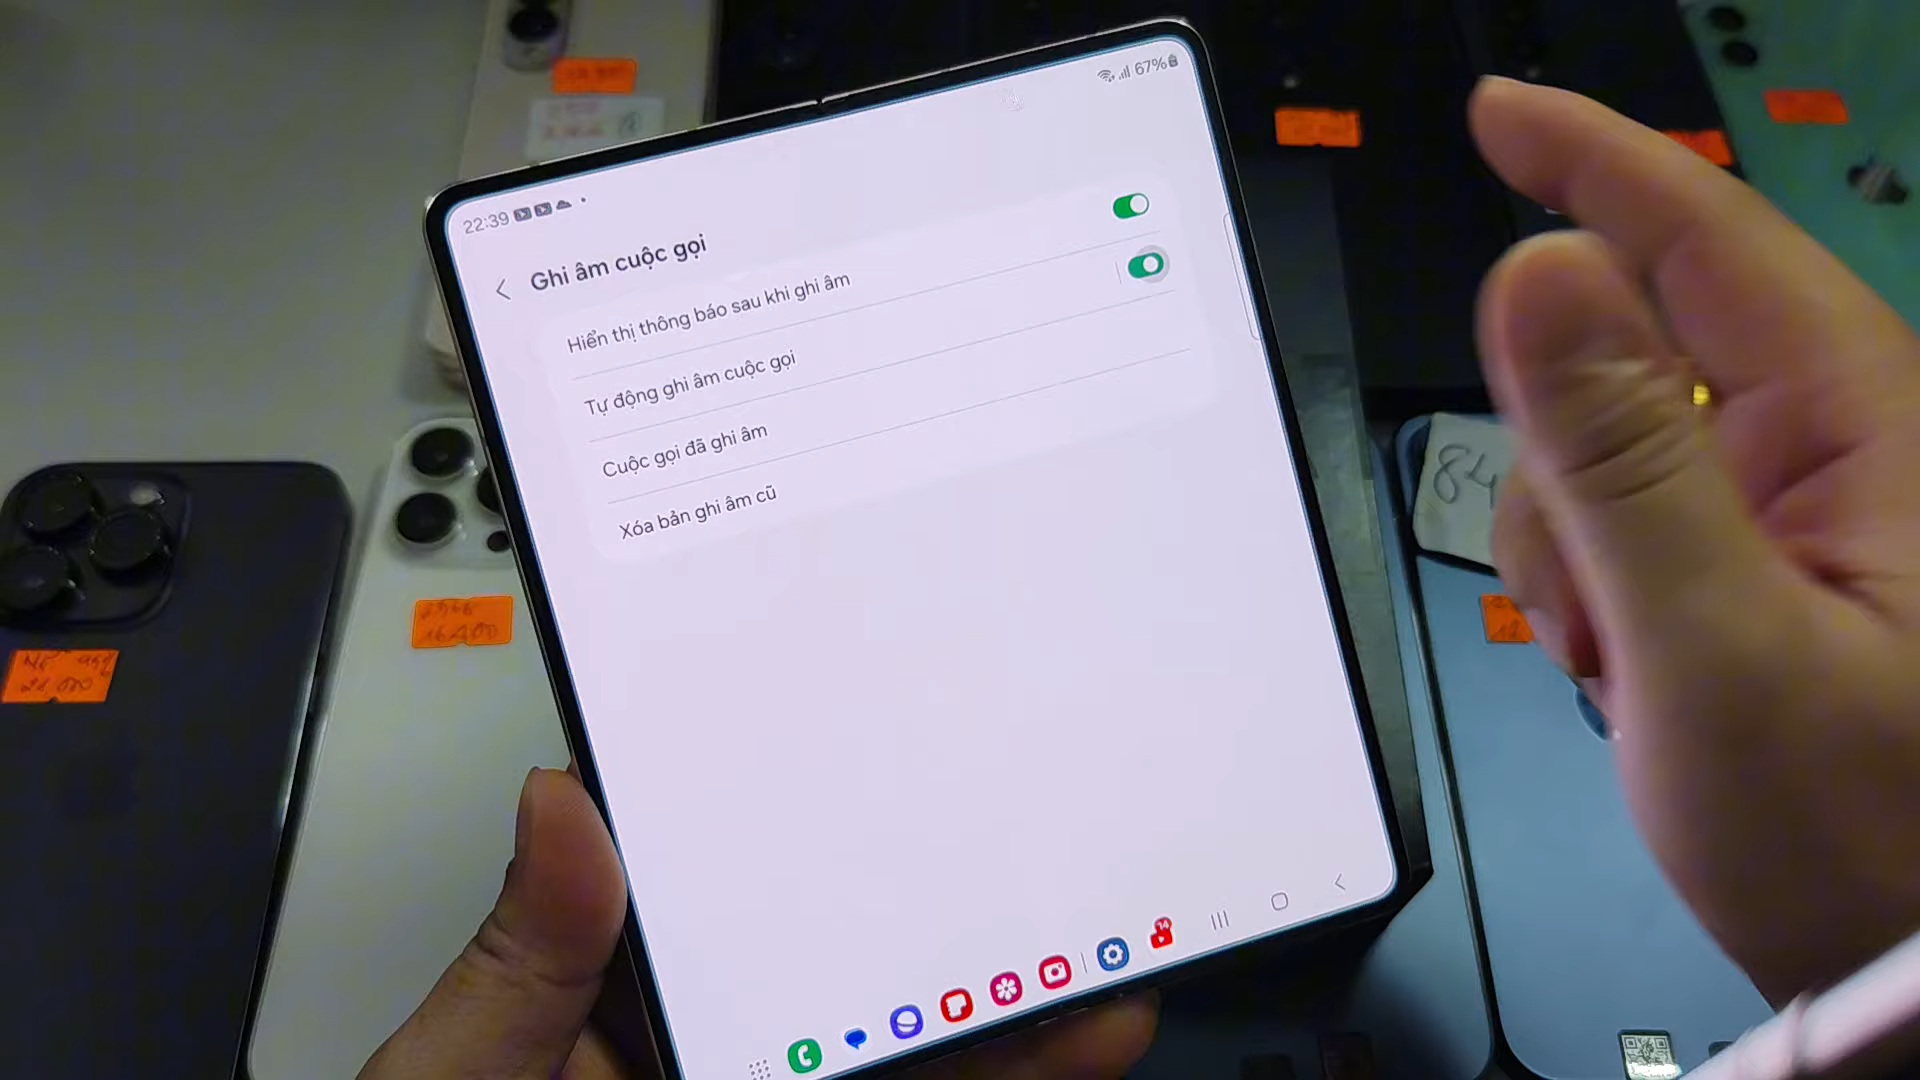 22:39
67%
Ghi âm cuộc gọi
Hiển thị thông báo sau khi ghi âm
Tự động ghi âm cuộc gọi
Cuộc gọi đã ghi âm
Xóa bản ghi âm cũ
84